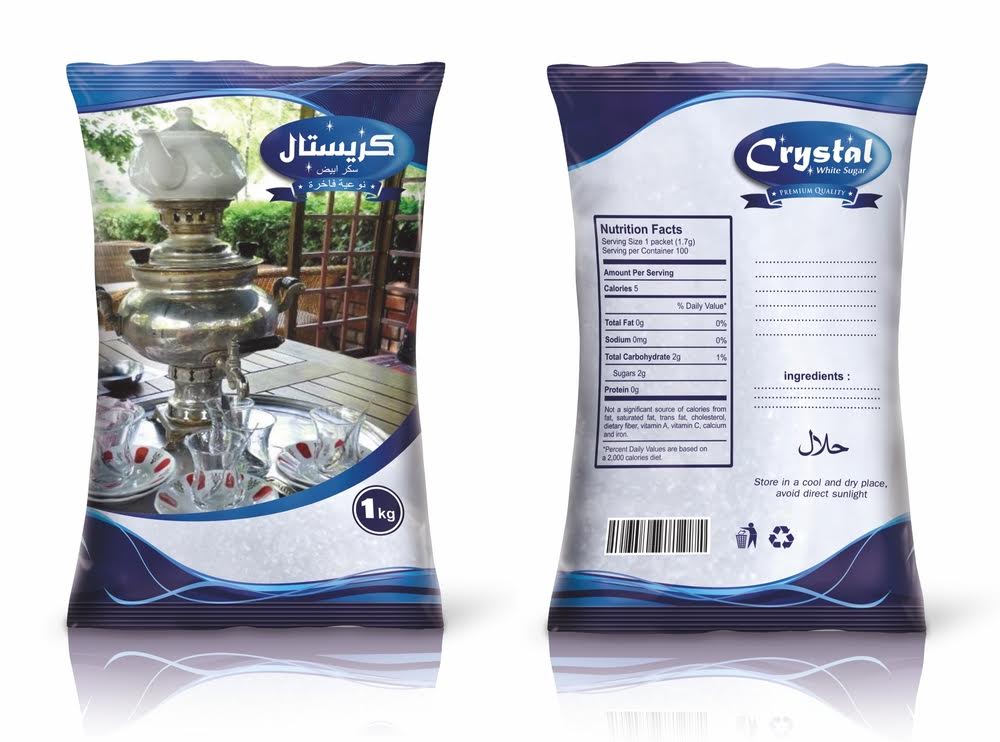 كريستال
سكر ابيض
نوعية فاخرة
1 kg
Crystal
White Sugar
PREMIUM QUALITY
Nutrition Facts
Serving Size 1 packet (1.7g)
Serving per Container 100
Amount Per Serving
Calories 5
% Daily Value*
Total Fat 0g 0%
Sodium 0mg 0%
Total Carbohydrate 2g 1%
Sugars 2g
Protein 0g
Not a significant source of calories from
fat, saturated fat, trans fat, cholesterol,
dietary fiber, vitamin A, vitamin C, calcium
and iron.
*Percent Daily Values are based on
a 2,000 calories diet.
ingredients :
حلال
Store in a cool and dry place,
avoid direct sunlight